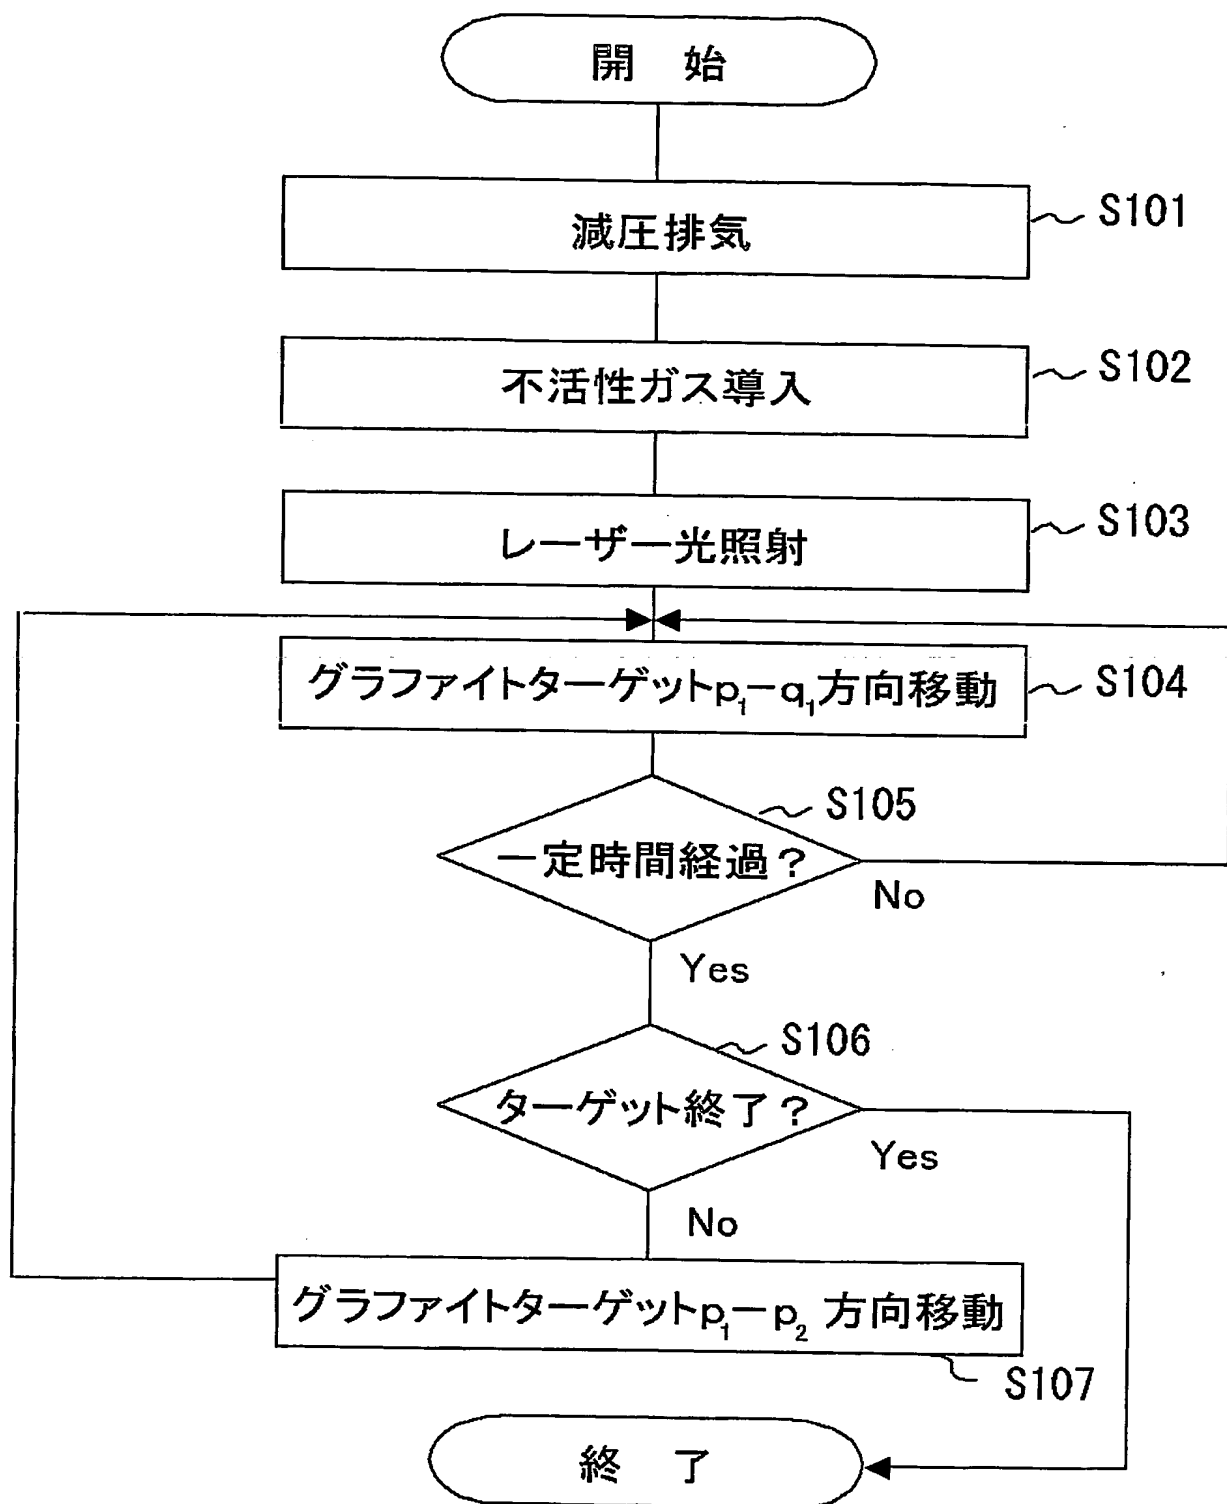 開 始
減圧排気
S101
不活性ガス導入
S102
レーザー光照射
S103
グラファイトターゲットp₁−q₁方向移動
S104
S105
一定時間経過?
No
Yes
S106
ターゲット終了?
Yes
No
グラファイトターゲットp₁−p₂ 方向移動
S107
終 了